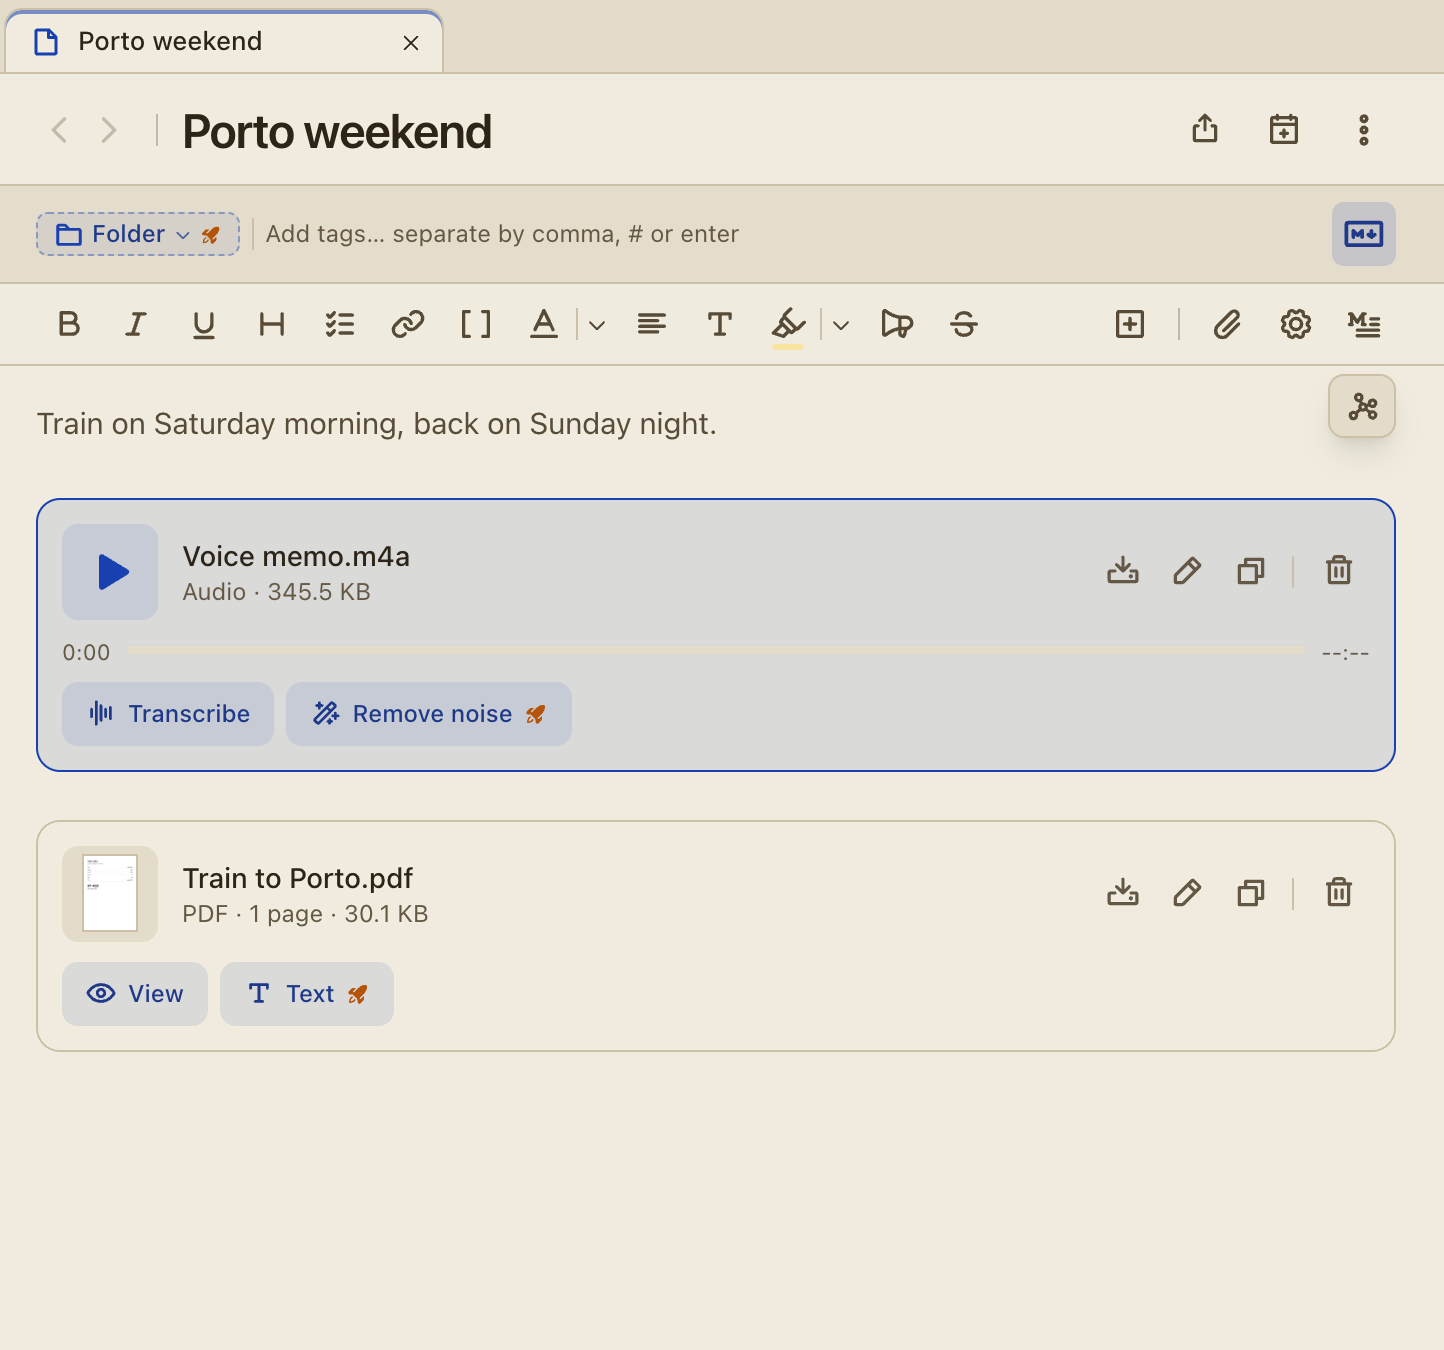 Porto weekend
Porto weekend
Folder
Add tags... separate by comma, # or enter
Train on Saturday morning, back on Sunday night.
Voice memo.m4a
Audio · 345.5 KB
0:00
--:--
Transcribe
Remove noise
Train to Porto.pdf
PDF · 1 page · 30.1 KB
View
Text